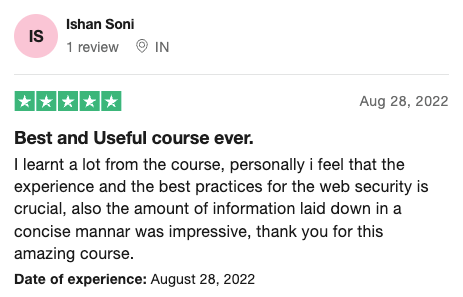 IS
Ishan Soni
1 review IN
Aug 28, 2022
Best and Useful course ever.
I learnt a lot from the course, personally i feel that the
experience and the best practices for the web security is
crucial, also the amount of information laid down in a
concise mannar was impressive, thank you for this
amazing course.
Date of experience: August 28, 2022